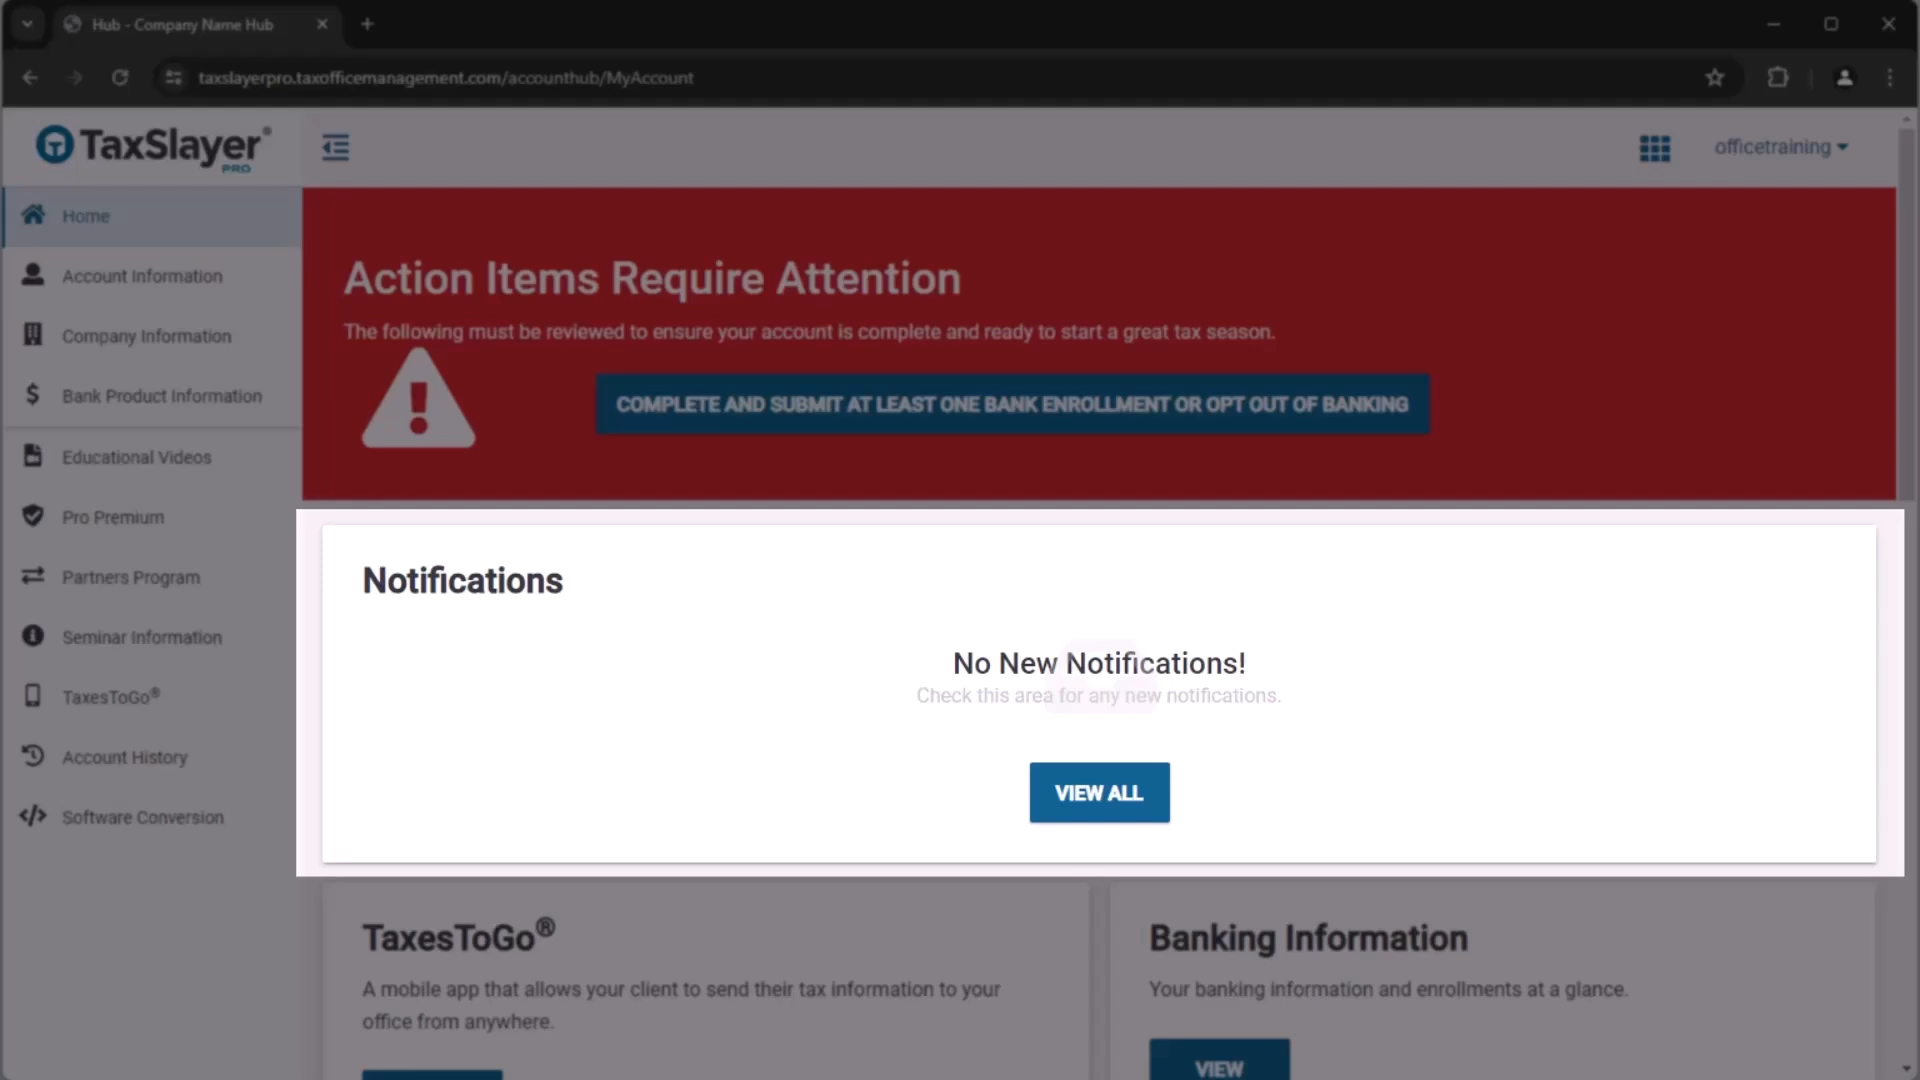 Hub - Company Name Hub
taxslayerpro.taxofficemanagement.com/accounthub/MyAccount
TaxSlayer®
PRO
officetraining
Home
Account Information
Company Information
Bank Product Information
Educational Videos
Pro Premium
Partners Program
Seminar Information
TaxesToGo®
Account History
Software Conversion
Action Items Require Attention
The following must be reviewed to ensure your account is complete and ready to start a great tax season.
COMPLETE AND SUBMIT AT LEAST ONE BANK ENROLLMENT OR OPT OUT OF BANKING
Notifications
No New Notifications!
Check this area for any new notifications.
VIEW ALL
TaxesToGo®
A mobile app that allows your client to send their tax information to your
office from anywhere.
Banking Information
Your banking information and enrollments at a glance.
VIEW